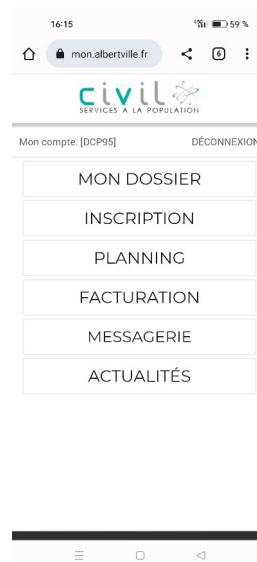 16:15 59 %
mon.albertville.fr 6
civil
SERVICES A LA POPULATION
Mon compte: [DCP95] DÉCONNEXION
MON DOSSIER
INSCRIPTION
PLANNING
FACTURATION
MESSAGERIE
ACTUALITÉS